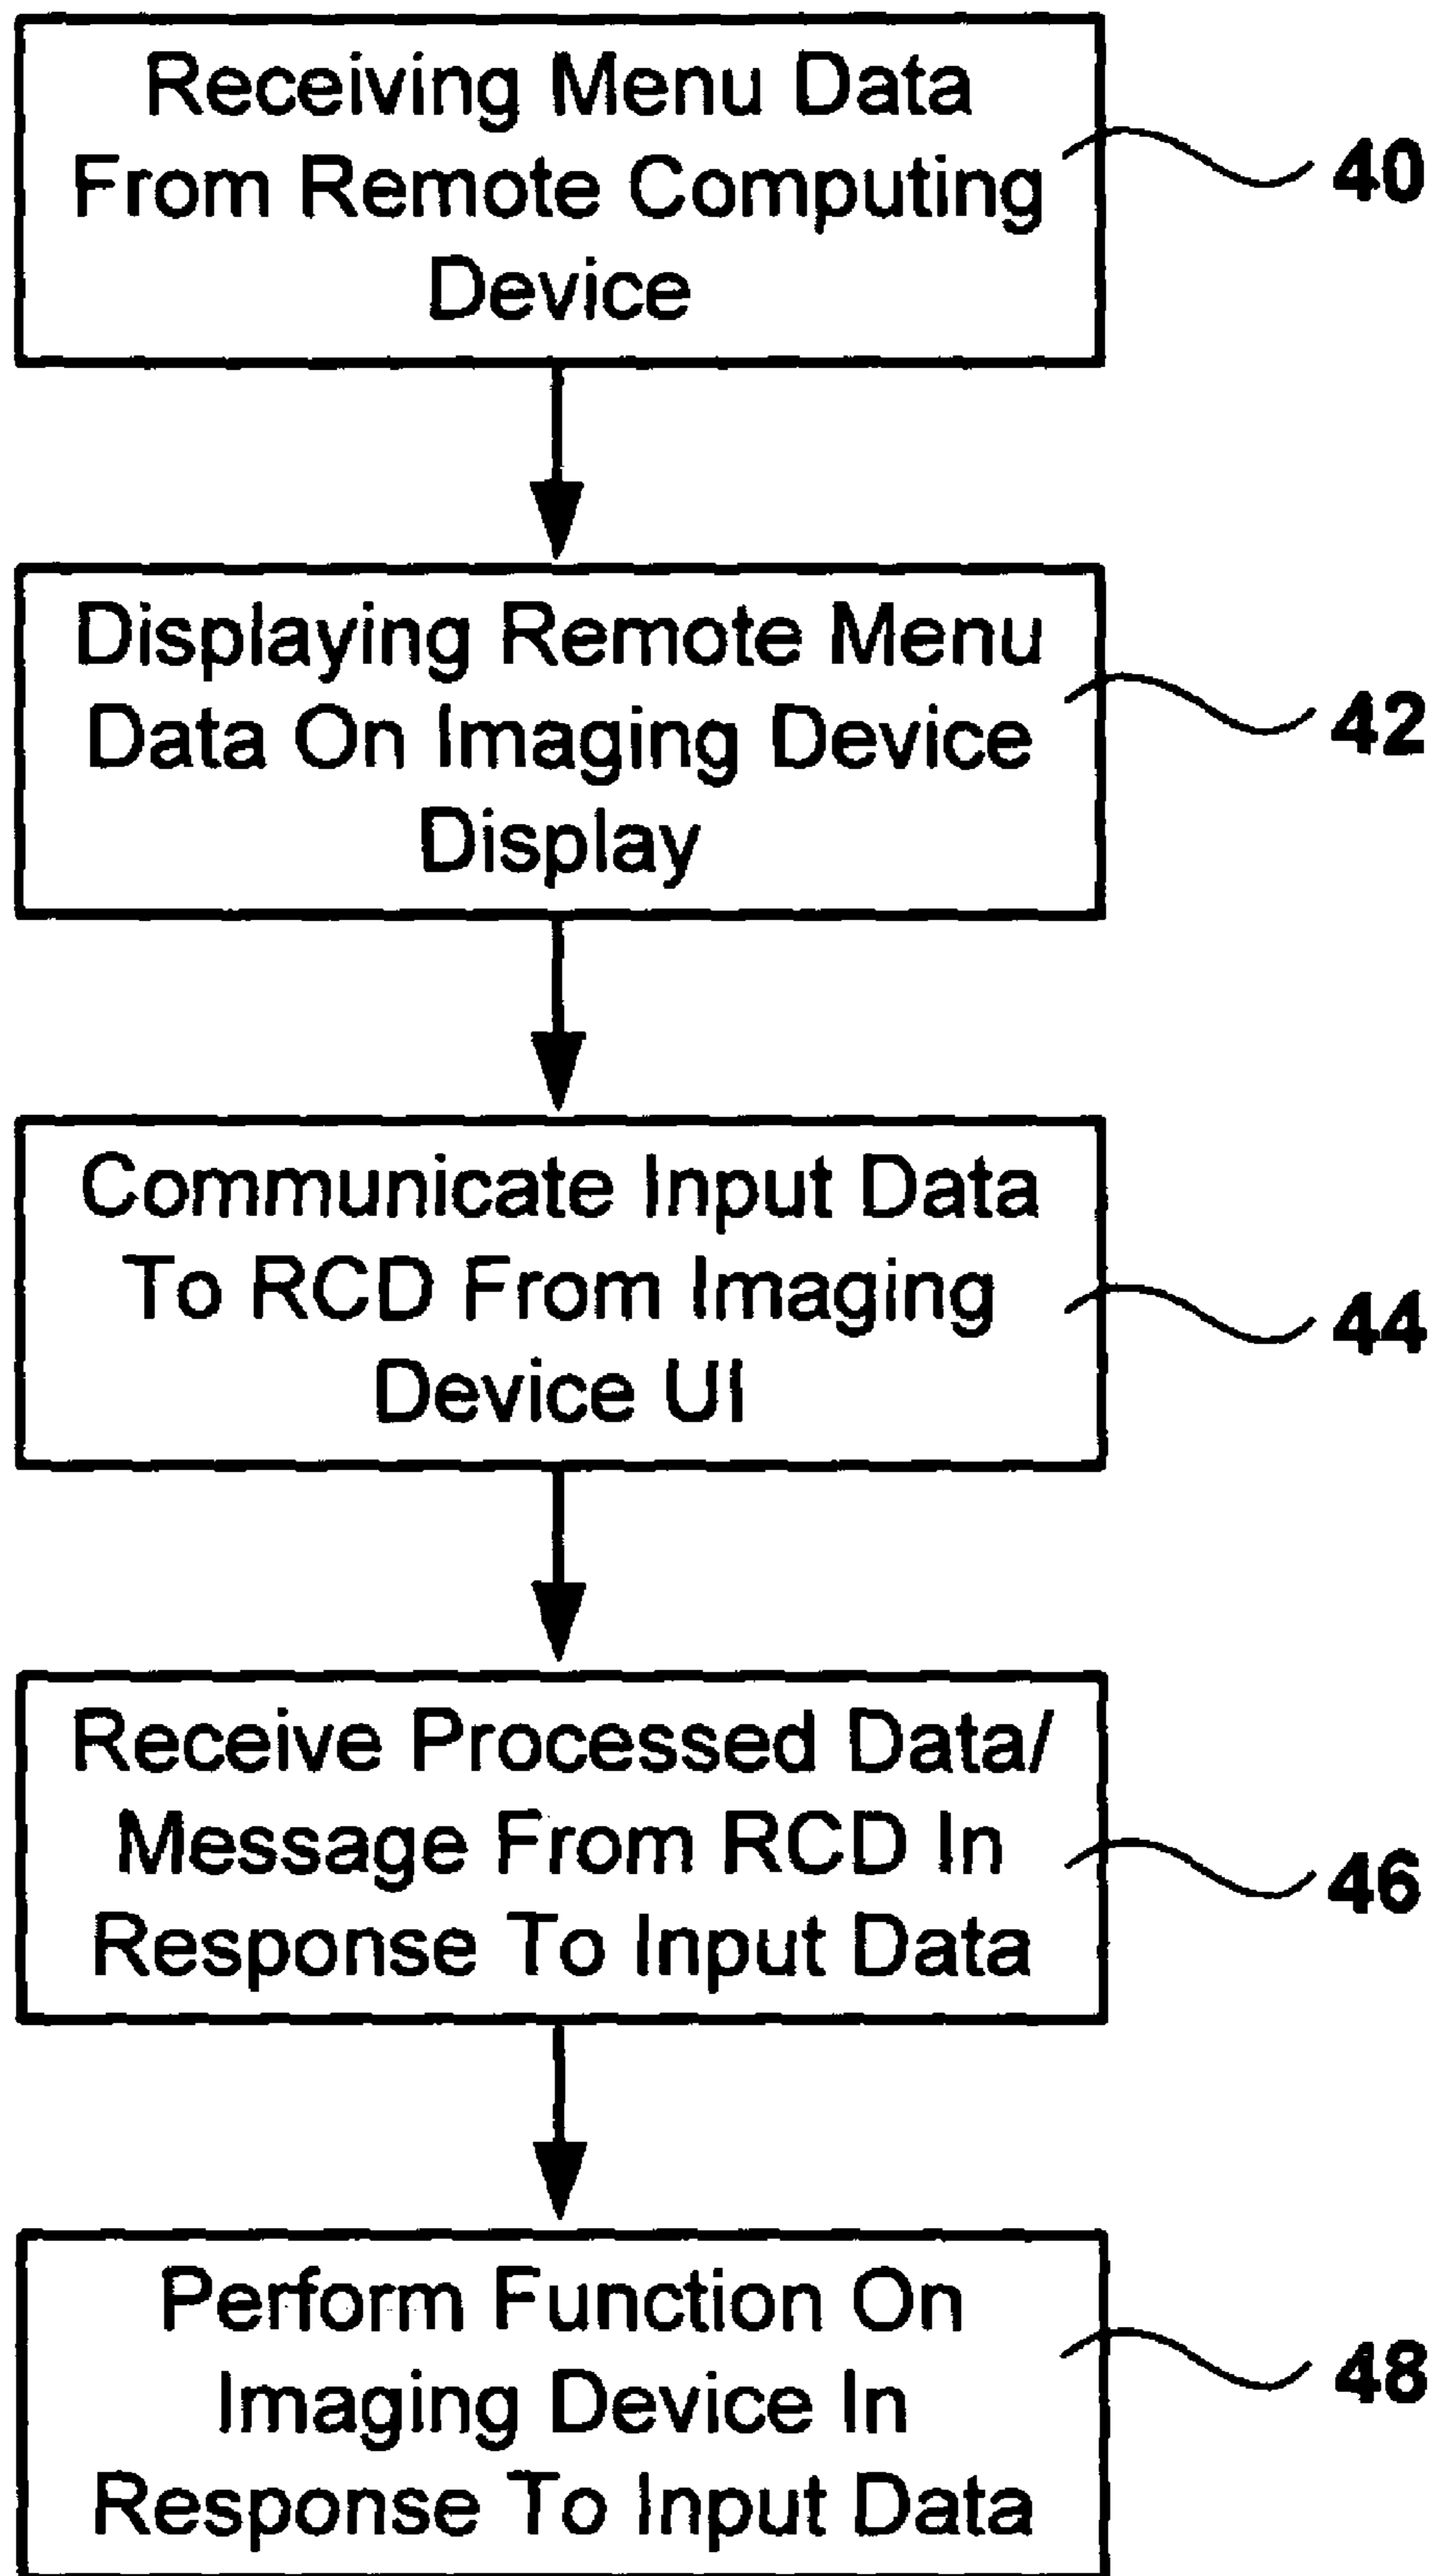 Receiving Menu Data
From Remote Computing
Device
40
Displaying Remote Menu
Data On Imaging Device
Display
42
Communicate Input Data
To RCD From Imaging
Device UI
44
Receive Processed Data/
Message From RCD In
Response To Input Data
46
Perform Function On
Imaging Device In
Response To Input Data
48